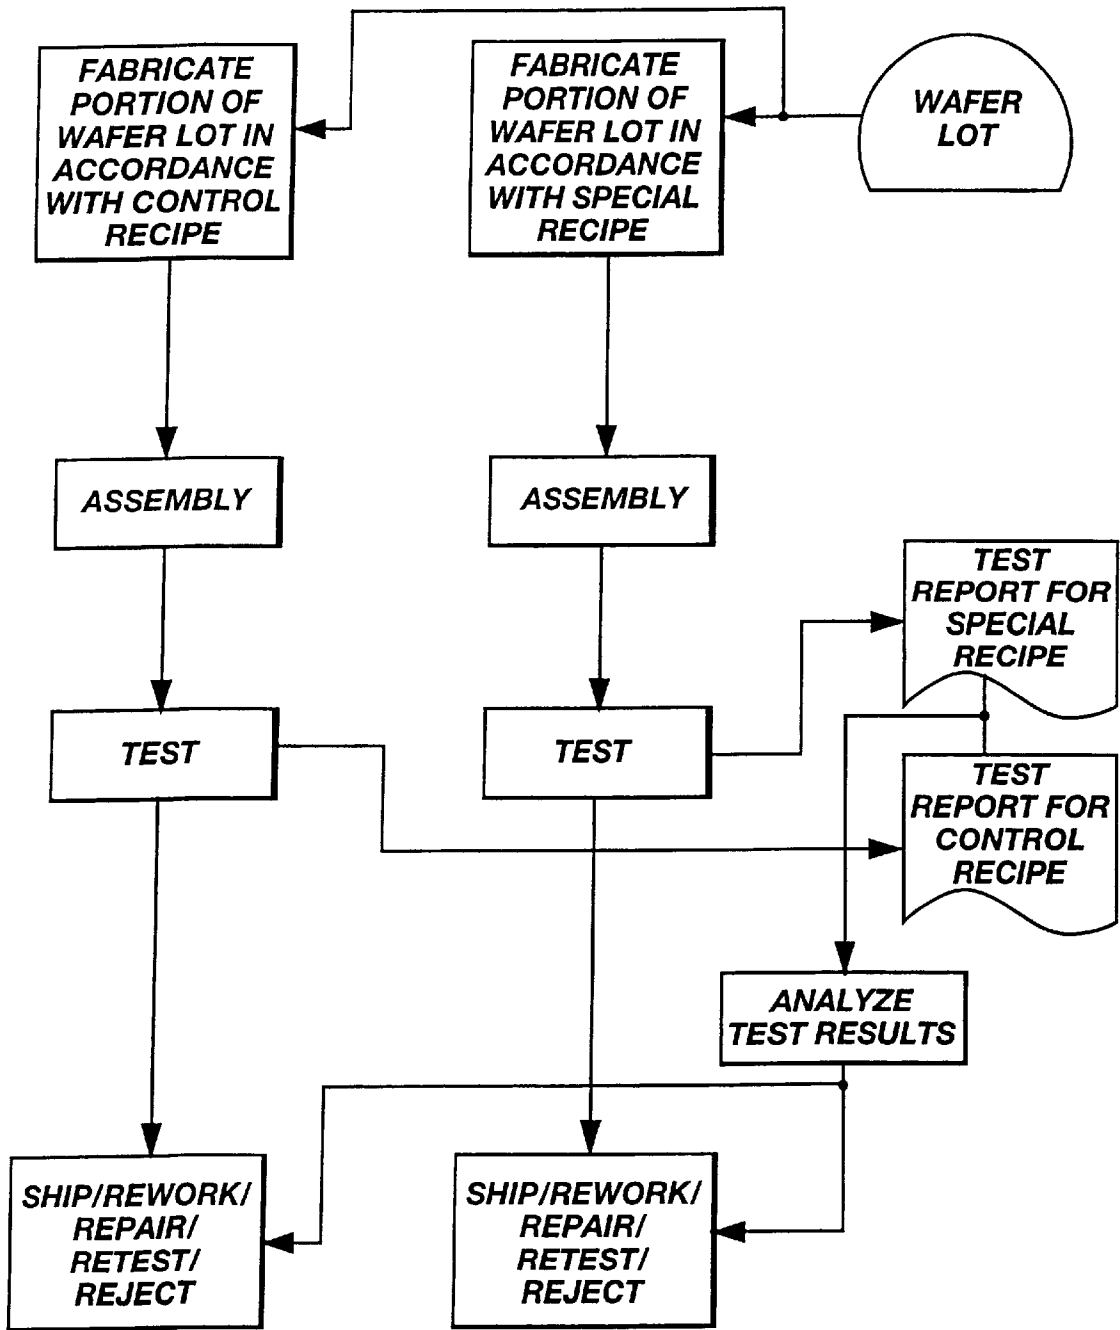 FABRICATE
PORTION OF
WAFER LOT IN
ACCORDANCE
WITH CONTROL
RECIPE
FABRICATE
PORTION OF
WAFER LOT IN
ACCORDANCE
WITH SPECIAL
RECIPE
WAFER
LOT
ASSEMBLY
ASSEMBLY
TEST
REPORT FOR
SPECIAL
RECIPE
TEST
TEST
TEST
REPORT FOR
CONTROL
RECIPE
ANALYZE
TEST RESULTS
SHIP/REWORK/
REPAIR/
RETEST/
REJECT
SHIP/REWORK/
REPAIR/
RETEST/
REJECT